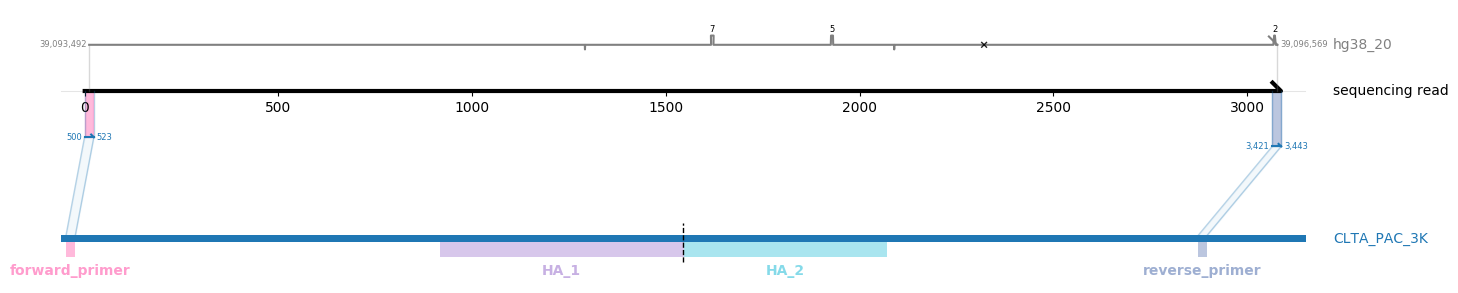 7 5 2
39,093,492 39,096,569 hg38_20
sequencing read
0 500 1000 1500 2000 2500 3000
500 523
3,421 3,443
CLTA_PAC_3K
forward_primer HA_1 HA_2 reverse_primer